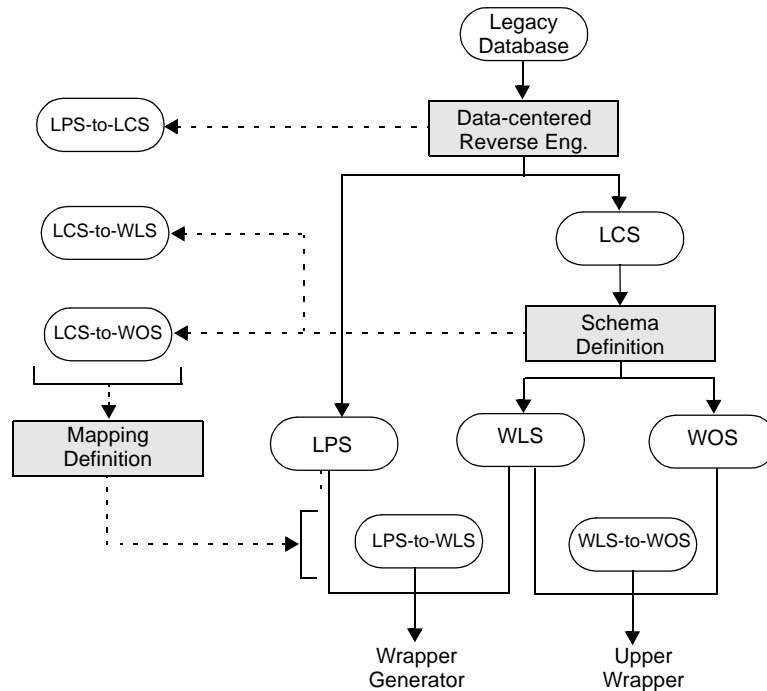 Legacy
Database
LPS-to-LCS
Data-centered
Reverse Eng.
LCS-to-WLS
LCS
LCS-to-WOS
Schema
Definition
Mapping
Definition
LPS
WLS
WOS
LPS-to-WLS
WLS-to-WOS
Wrapper
Generator
Upper
Wrapper